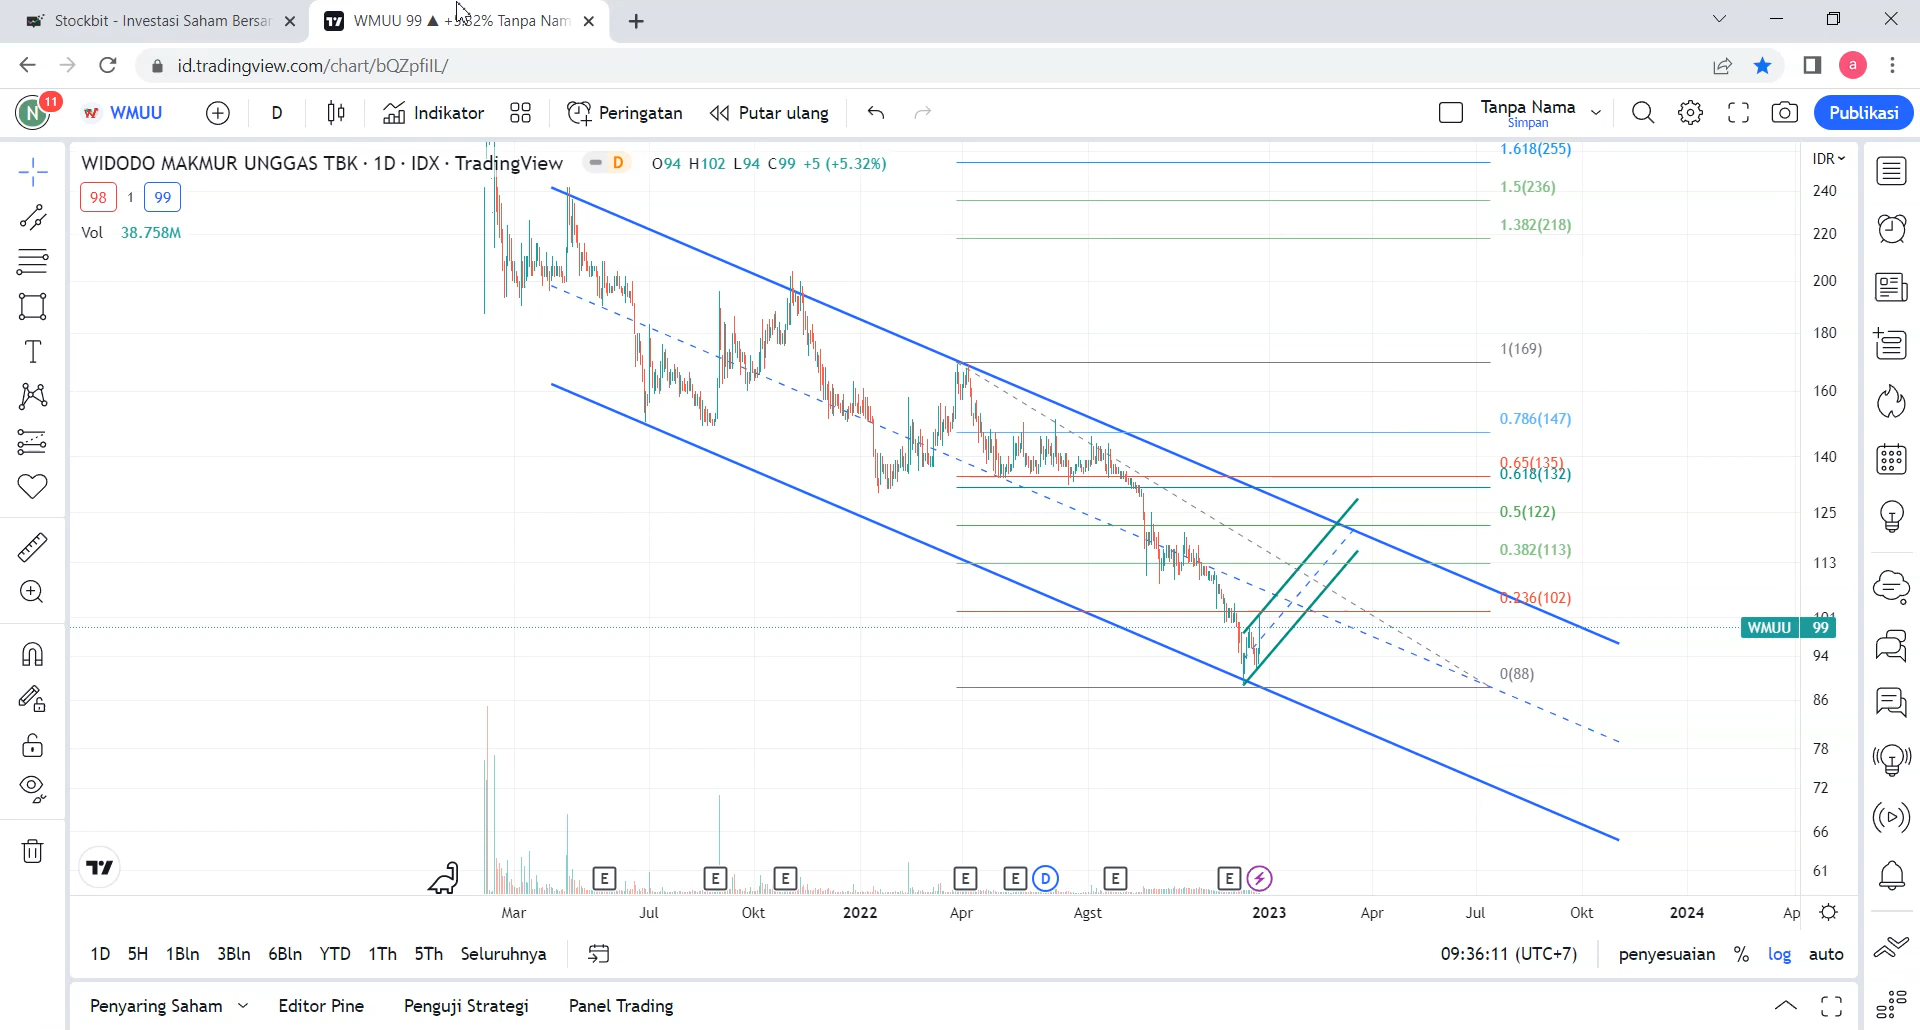 Stockbit - Investasi Saham Bersar
WMUU 99 ▲ +5.32% Tanpa Nam
id.tradingview.com/chart/bQZpfiIL/
a
N 11 WMUU D Indikator Peringatan Putar ulang Tanpa Nama Publikasi
Simpan
WIDODO MAKMUR UNGGAS TBK · 1D · IDX · TradingView D O94 H102 L94 C99 +5 (+5.32%)
98 1 99
Vol 38.758M
IDR
1.618(255)
1.5(236)
1.382(218)
1(169)
0.786(147)
0.65(135)
0.618(132)
0.5(122)
0.382(113)
0.236(102)
0(88)
240
220
200
180
160
140
125
113
WMUU 99
94
86
78
72
66
61
E E E E E D E E
Mar Jul Okt 2022 Apr Agst 2023 Apr Jul Okt 2024 Ap
1D 5H 1Bln 3Bln 6Bln YTD 1Th 5Th Seluruhnya 09:36:11 (UTC+7) penyesuaian % log auto
Penyaring Saham Editor Pine Penguji Strategi Panel Trading